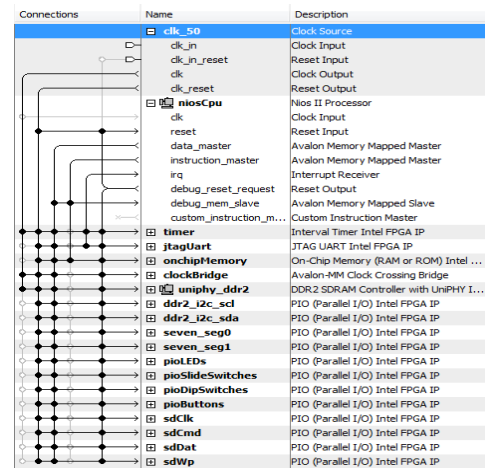 Connections Name Description
clk_50 Clock Source
clk_in Clock Input
clk_in_reset Reset Input
clk Clock Output
clk_reset Reset Output
niosCpu Nios II Processor
clk Clock Input
reset Reset Input
data_master Avalon Memory Mapped Master
instruction_master Avalon Memory Mapped Master
irq Interrupt Receiver
debug_reset_request Reset Output
debug_mem_slave Avalon Memory Mapped Slave
custom_instruction_m... Custom Instruction Master
timer Interval Timer Intel FPGA IP
jtagUart JTAG UART Intel FPGA IP
onchipMemory On-Chip Memory (RAM or ROM) Intel ...
clockBridge Avalon-MM Clock Crossing Bridge
uniphy_ddr2 DDR2 SDRAM Controller with UniPHY I...
ddr2_i2c_scl PIO (Parallel I/O) Intel FPGA IP
ddr2_i2c_sda PIO (Parallel I/O) Intel FPGA IP
seven_seg0 PIO (Parallel I/O) Intel FPGA IP
seven_seg1 PIO (Parallel I/O) Intel FPGA IP
pioLEDs PIO (Parallel I/O) Intel FPGA IP
pioSlideSwitches PIO (Parallel I/O) Intel FPGA IP
pioDipSwitches PIO (Parallel I/O) Intel FPGA IP
pioButtons PIO (Parallel I/O) Intel FPGA IP
sdClk PIO (Parallel I/O) Intel FPGA IP
sdCmd PIO (Parallel I/O) Intel FPGA IP
sdDat PIO (Parallel I/O) Intel FPGA IP
sdWp PIO (Parallel I/O) Intel FPGA IP